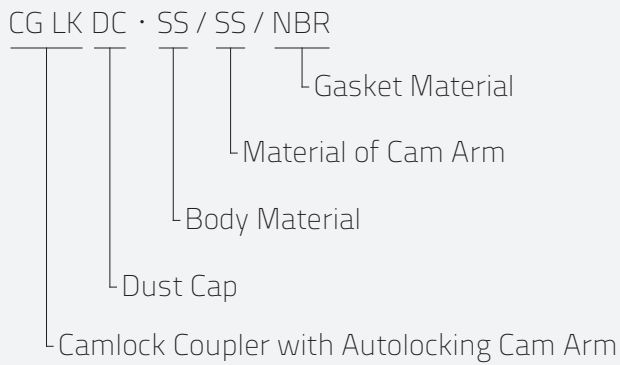 CG LK DC · SS / SS / NBR
Gasket Material
Material of Cam Arm
Body Material
Dust Cap
Camlock Coupler with Autolocking Cam Arm